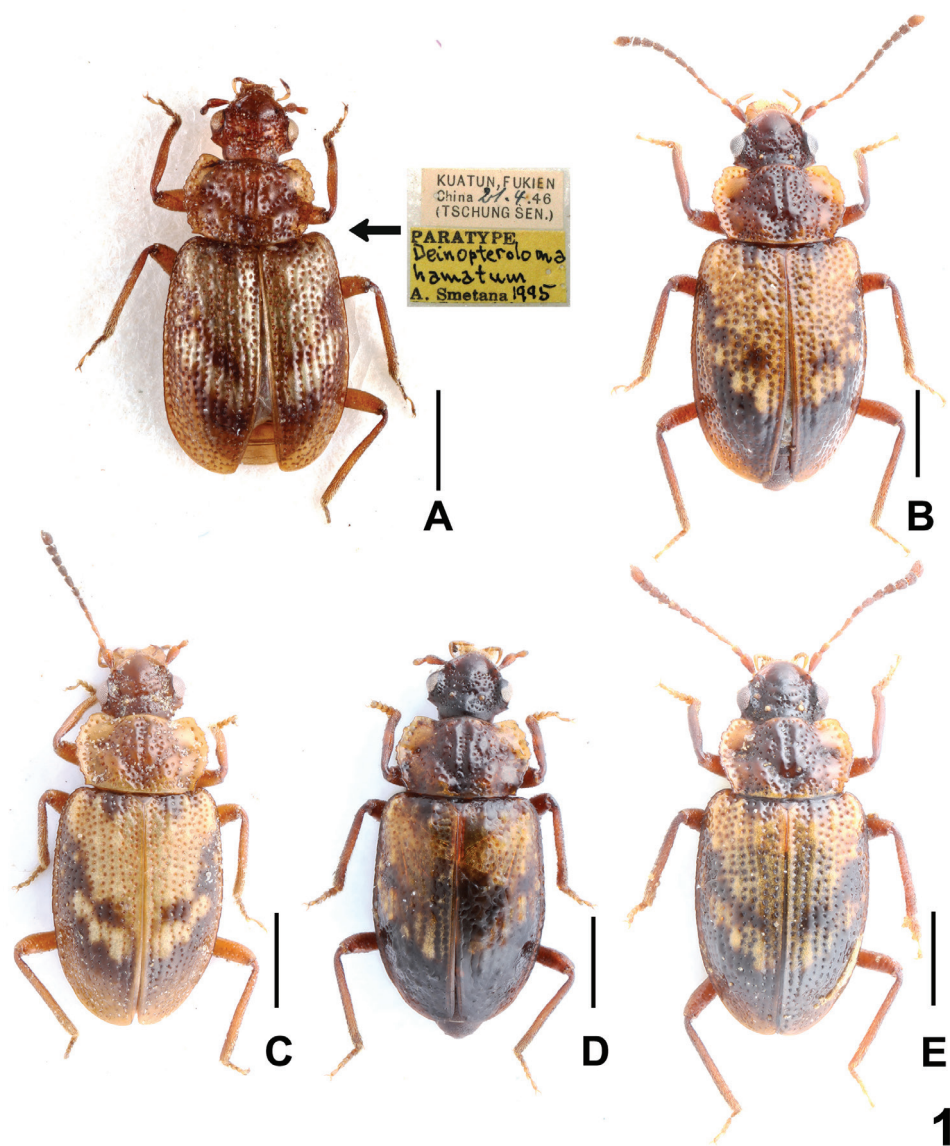 KUATUN, FUKIEN
China 21.4.46
(TSCHUNG SEN.)
PARATYPE
Deinopteroloma
hamatum
A. Smetana 1995
A
B
C
D
E
1